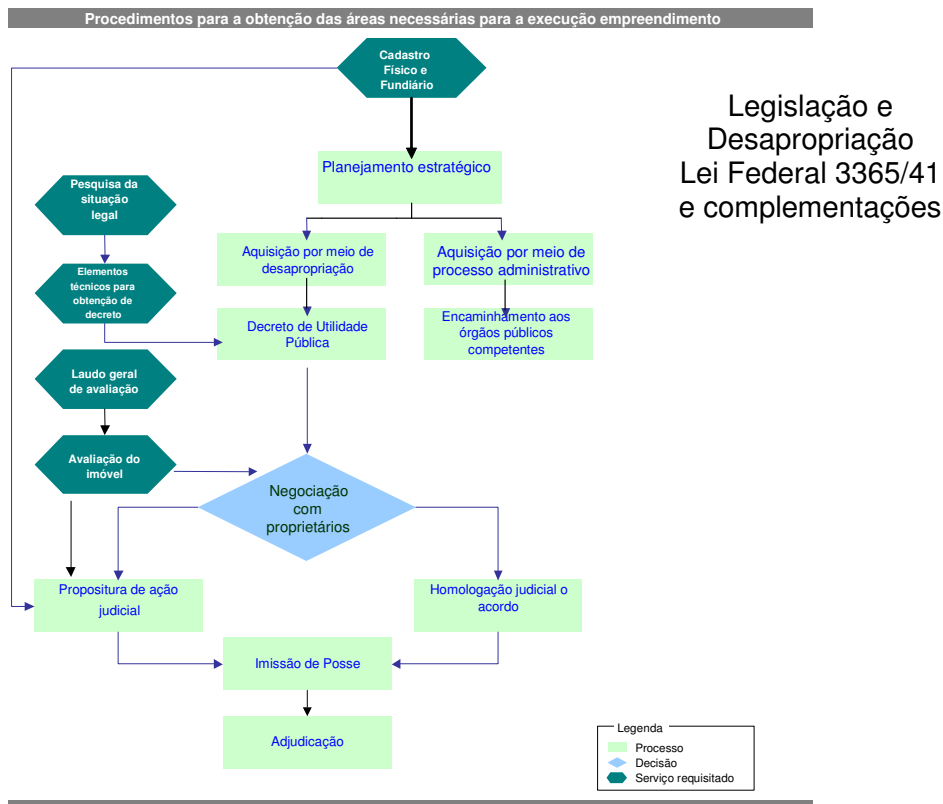 Procedimentos para a obtenção das áreas necessárias para a execução empreendimento
Cadastro
Físico e
Fundiário
Legislação e
Desapropriação
Lei Federal 3365/41
e complementações
Planejamento estratégico
Pesquisa da
situação
legal
Aquisição por meio de
desapropriação
Aquisição por meio de
processo administrativo
Elementos
técnicos para
obtenção de
decreto
Decreto de Utilidade
Pública
Encaminhamento aos
órgãos públicos
competentes
Laudo geral
de avaliação
Avaliação do
imóvel
Negociação
com
proprietários
Propositura de ação
judicial
Homologação judicial o
acordo
Imissão de Posse
Adjudicação
Legenda
Processo
Decisão
Serviço requisitado